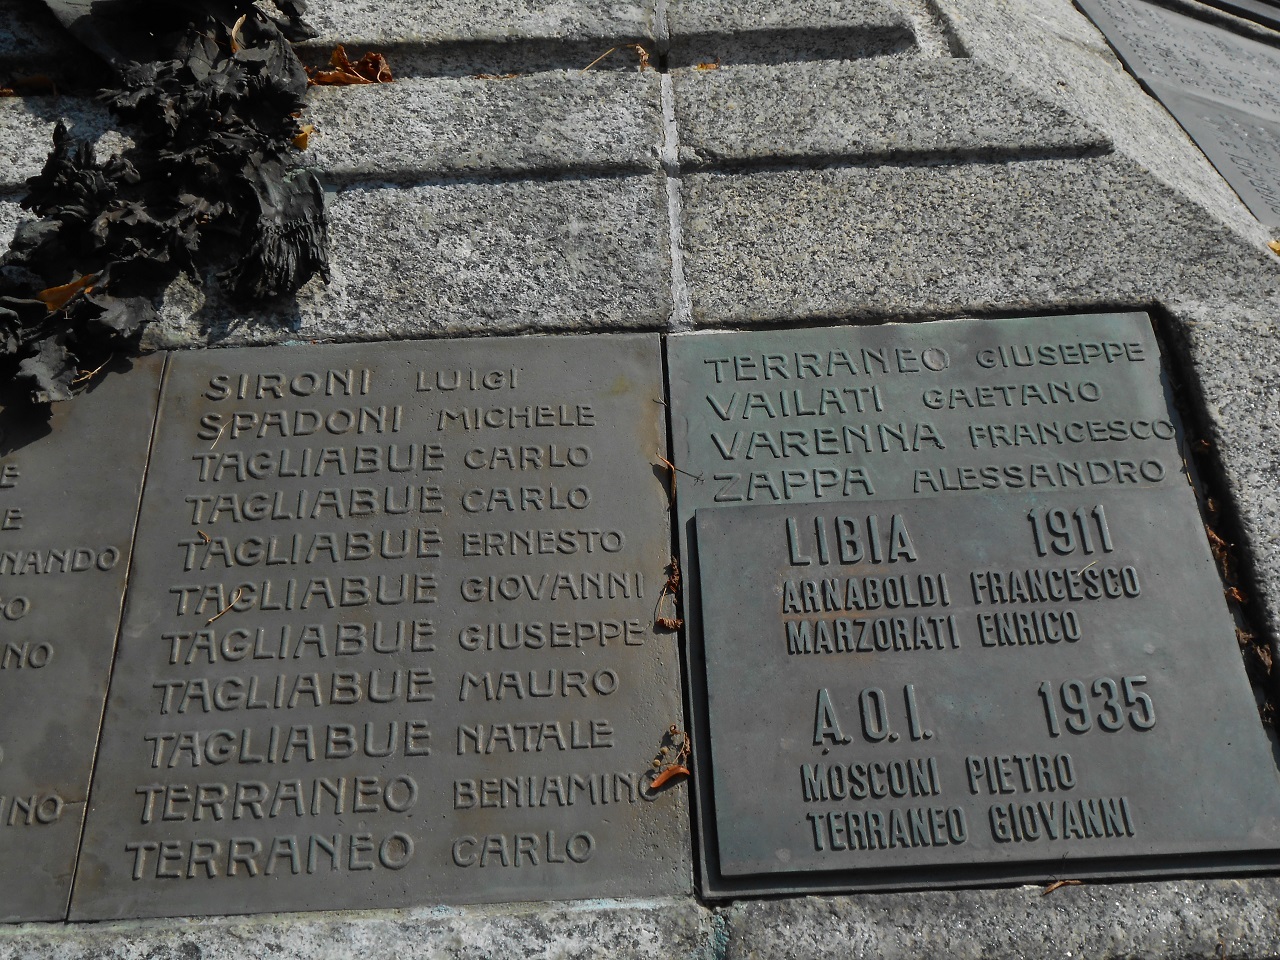 NANDO
SIRONI LUIGI
SPADONI MICHELE
TAGLIABUE CARLO
TAGLIABUE CARLO
TAGLIABUE ERNESTO
TAGLIABUE GIOVANNI
TAGLIABUE GIUSEPPE
TAGLIABUE MAURO
TAGLIABUE NATALE
TERRANEO BENIAMINO
TERRANEO CARLO
TERRANEO GIUSEPPE
VAILATI GAETANO
VARENNA FRANCESCO
ZAPPA ALESSANDRO
LIBIA 1911
ARNABOLDI FRANCESCO
MARZORATI ENRICO
A.O.I. 1935
MOSCONI PIETRO
TERRANEO GIOVANNI